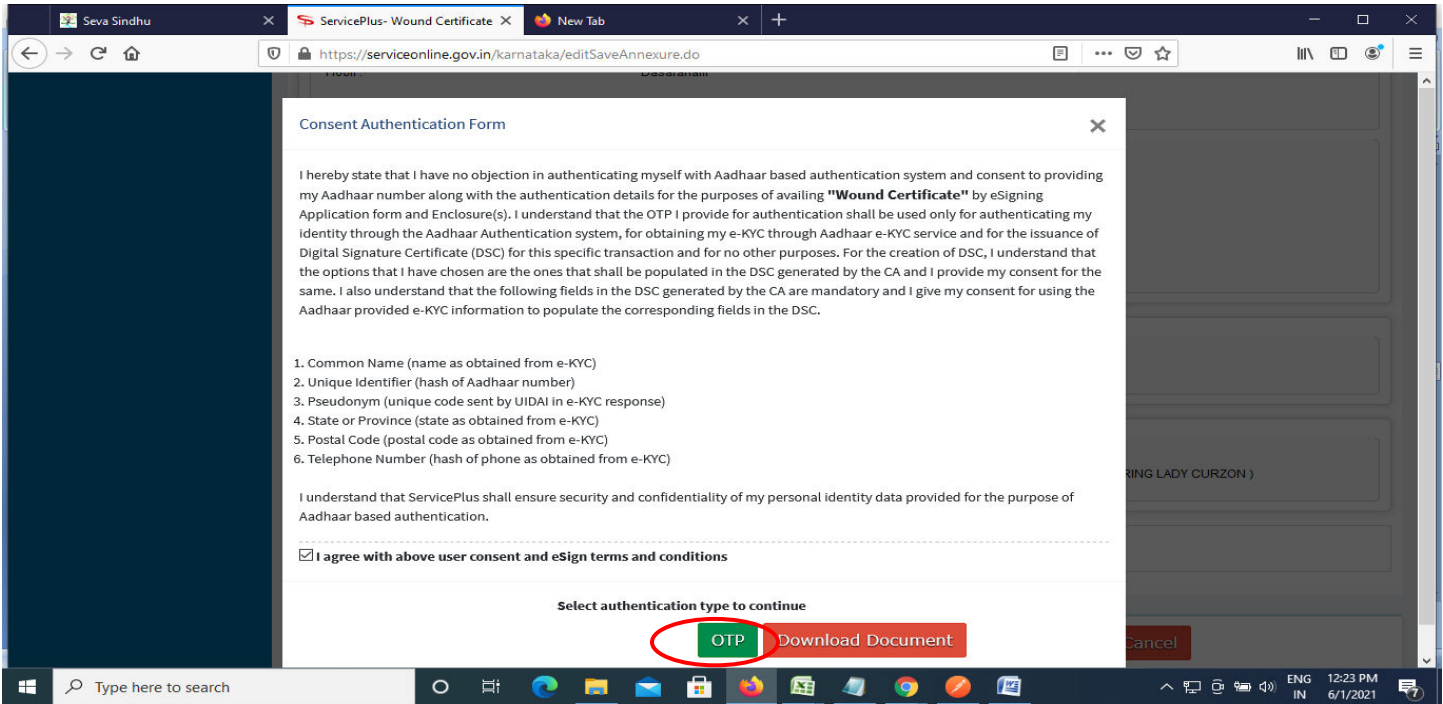 Seva Sindhu
ServicePlus- Wound Certificate
New Tab
https://serviceonline.gov.in/karnataka/editSaveAnnexure.do
Consent Authentication Form
I hereby state that I have no objection in authenticating myself with Aadhaar based authentication system and consent to providing
my Aadhaar number along with the authentication details for the purposes of availing "Wound Certificate" by eSigning
Application form and Enclosure(s). I understand that the OTP I provide for authentication shall be used only for authenticating my
identity through the Aadhaar Authentication system, for obtaining my e-KYC through Aadhaar e-KYC service and for the issuance of
Digital Signature Certificate (DSC) for this specific transaction and for no other purposes. For the creation of DSC, I understand that
the options that I have chosen are the ones that shall be populated in the DSC generated by the CA and I provide my consent for the
same. I also understand that the following fields in the DSC generated by the CA are mandatory and I give my consent for using the
Aadhaar provided e-KYC information to populate the corresponding fields in the DSC.
1. Common Name (name as obtained from e-KYC)
2. Unique Identifier (hash of Aadhaar number)
3. Pseudonym (unique code sent by UIDAI in e-KYC response)
4. State or Province (state as obtained from e-KYC)
5. Postal Code (postal code as obtained from e-KYC)
6. Telephone Number (hash of phone as obtained from e-KYC)
RING LADY CURZON )
I understand that ServicePlus shall ensure security and confidentiality of my personal identity data provided for the purpose of
Aadhaar based authentication.
I agree with above user consent and eSign terms and conditions
Select authentication type to continue
OTP Download Document
Cancel
Type here to search
ENG 12:23 PM
IN 6/1/2021